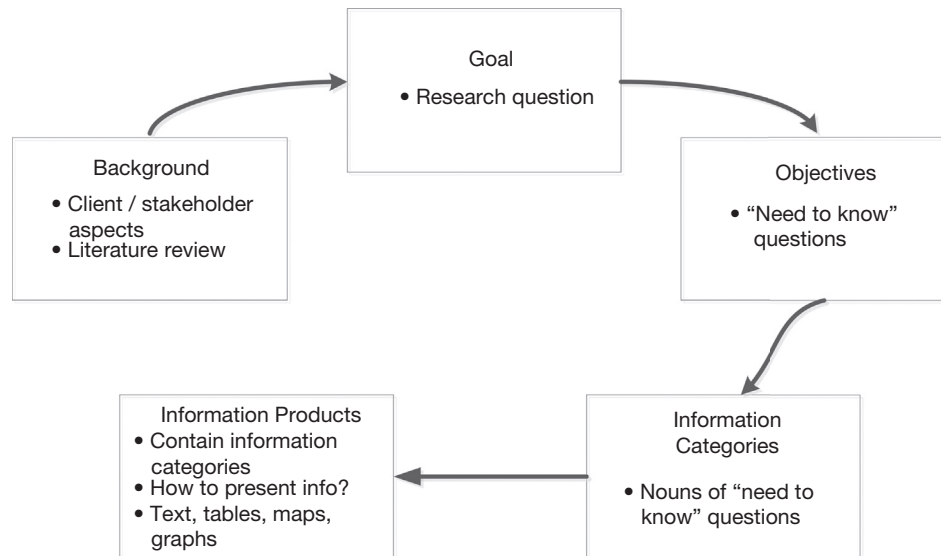 Goal
• Research question
Background
• Client / stakeholder
aspects
• Literature review
Objectives
• “Need to know”
questions
Information
Categories
• Nouns of “need to
know” questions
Information Products
• Contain information
categories
• How to present info?
• Text, tables, maps,
graphs